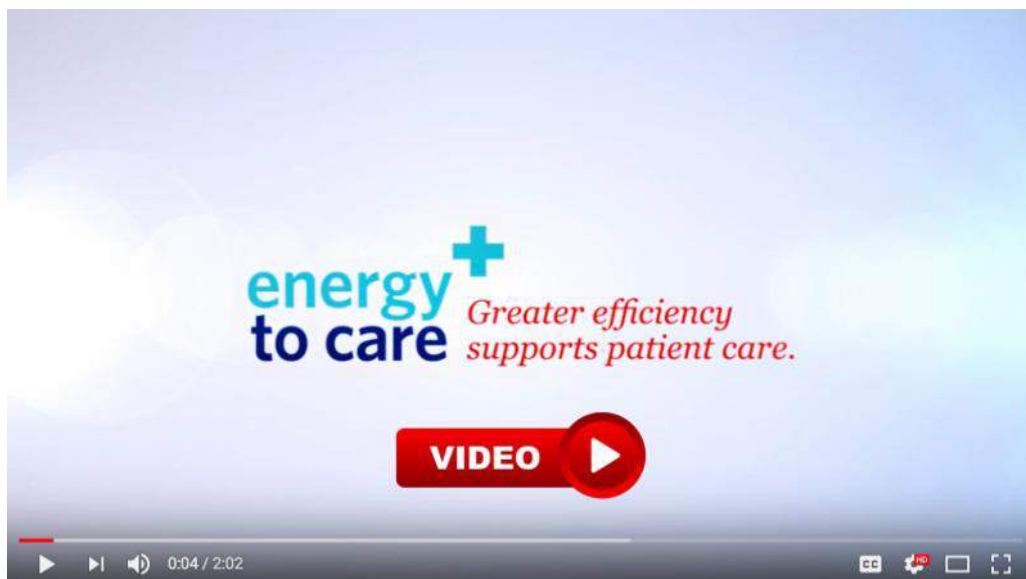 energy
to care
Greater efficiency
supports patient care.
VIDEO
0:04 / 2:02
CC
HD